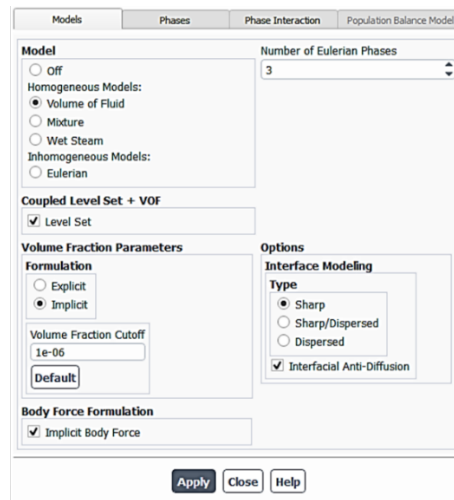 Models Phases Phase Interaction Population Balance Model
Model
Off
Homogeneous Models:
Volume of Fluid
Mixture
Wet Steam
Inhomogeneous Models:
Eulerian
Number of Eulerian Phases
3
Coupled Level Set + VOF
Level Set
Volume Fraction Parameters
Formulation
Explicit
Implicit
Volume Fraction Cutoff
1e-06
Default
Options
Interface Modeling
Type
Sharp
Sharp/Dispersed
Dispersed
Interfacial Anti-Diffusion
Body Force Formulation
Implicit Body Force
Apply Close Help